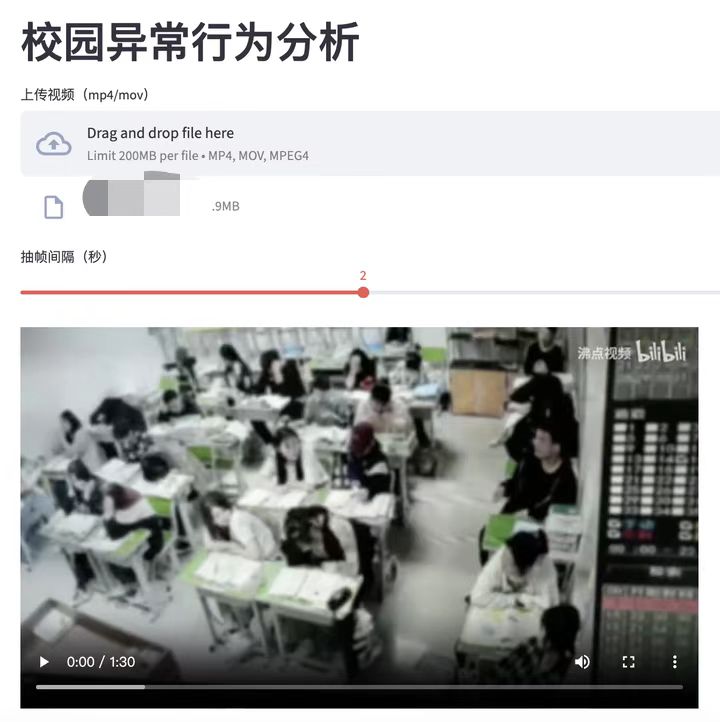 校园异常行为分析
上传视频（mp4/mov）
Drag and drop file here
Limit 200MB per file • MP4, MOV, MPEG4
.9MB
抽帧间隔（秒）
2
沸点视频 bilibili
0:00 / 1:30